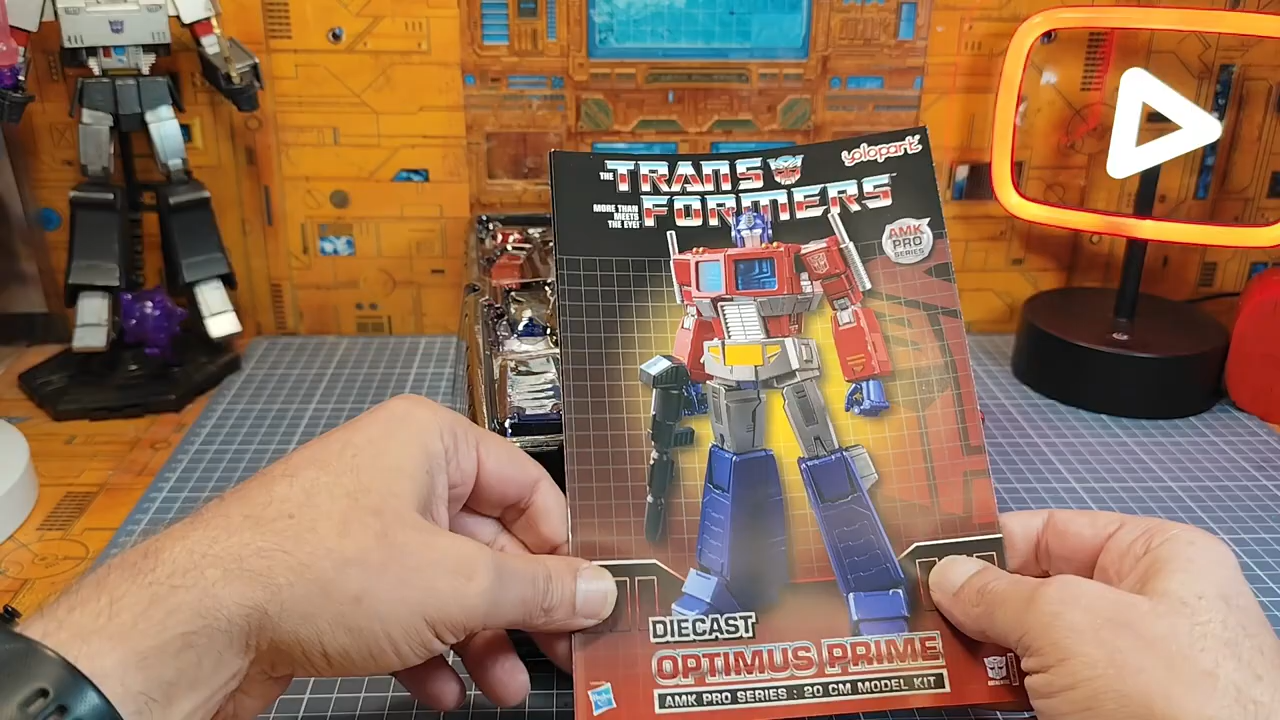 yolopark
THE TRANS
FORMERS
MORE THAN
MEETS
THE EYE!
AMK
PRO
SERIES
DIECAST
OPTIMUS PRIME
AMK PRO SERIES : 20 CM MODEL KIT